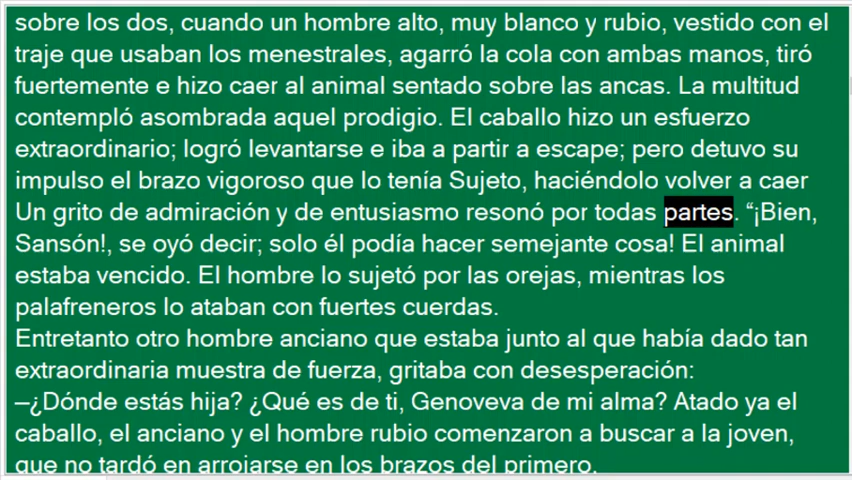 sobre los dos, cuando un hombre alto, muy blanco y rubio, vestido con el
traje que usaban los menestrales, agarró la cola con ambas manos, tiró
fuertemente e hizo caer al animal sentado sobre las ancas. La multitud
contempló asombrada aquel prodigio. El caballo hizo un esfuerzo
extraordinario; logró levantarse e iba a partir a escape; pero detuvo su
impulso el brazo vigoroso que lo tenía Sujeto, haciéndolo volver a caer
Un grito de admiración y de entusiasmo resonó por todas partes. “¡Bien,
Sansón!, se oyó decir; solo él podía hacer semejante cosa! El animal
estaba vencido. El hombre lo sujetó por las orejas, mientras los
palafreneros lo ataban con fuertes cuerdas.
Entretanto otro hombre anciano que estaba junto al que había dado tan
extraordinaria muestra de fuerza, gritaba con desesperación:
—¿Dónde estás hija? ¿Qué es de ti, Genoveva de mi alma? Atado ya el
caballo, el anciano y el hombre rubio comenzaron a buscar a la joven,
que no tardó en arrojarse en los brazos del primero.